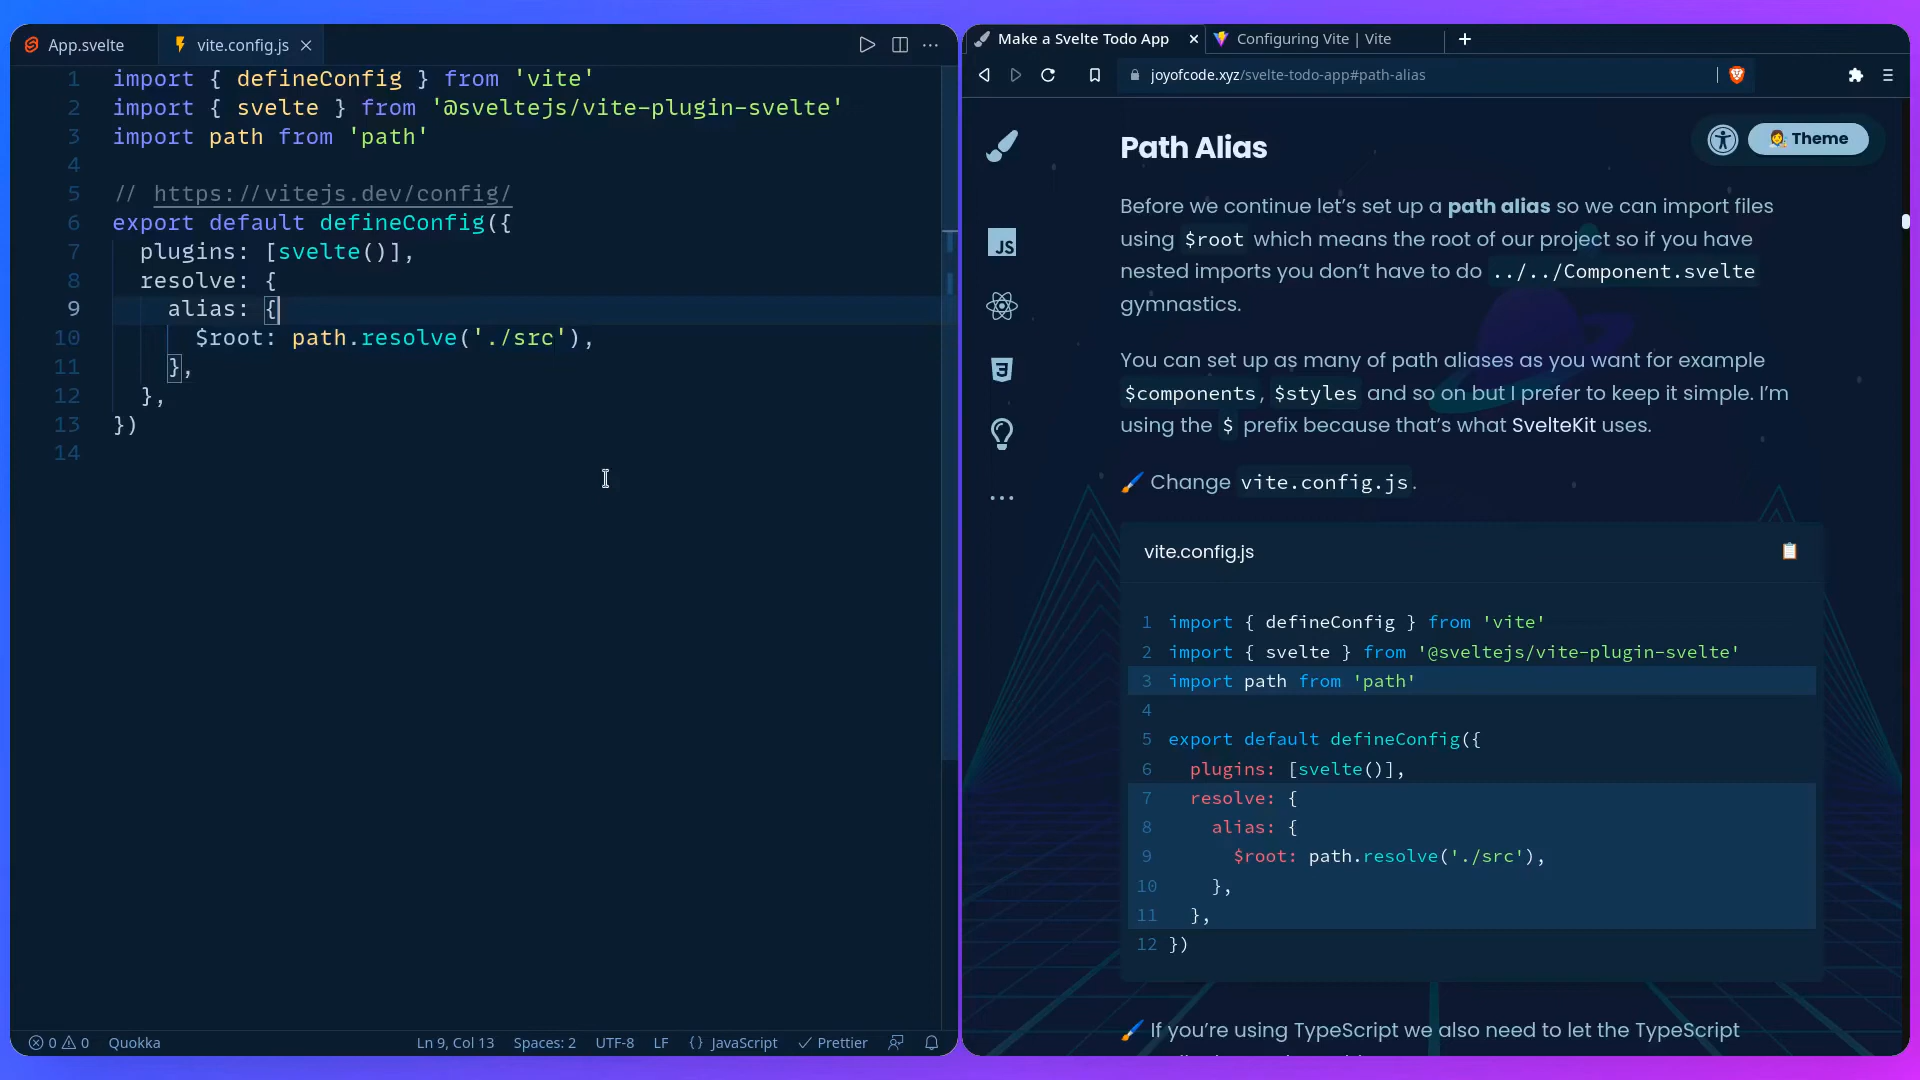 App.svelte
vite.config.js
1 import { defineConfig } from 'vite'
2 import { svelte } from '@sveltejs/vite-plugin-svelte'
3 import path from 'path'
4
5 // https://vitejs.dev/config/
6 export default defineConfig({
7 plugins: [svelte()],
8 resolve: {
9 alias: {
10 $root: path.resolve('./src'),
11 },
12 },
13 })
14
0 0 Quokka Ln 9, Col 13 Spaces: 2 UTF-8 LF {} JavaScript Prettier
Make a Svelte Todo App
Configuring Vite | Vite
joyofcode.xyz/svelte-todo-app#path-alias
JS
3
Path Alias
Theme
Before we continue let's set up a path alias so we can import files
using $root which means the root of our project so if you have
nested imports you don't have to do ../../Component.svelte
gymnastics.
You can set up as many of path aliases as you want for example
$components, $styles and so on but I prefer to keep it simple. I'm
using the $ prefix because that's what SvelteKit uses.
🖌️ Change vite.config.js.
vite.config.js
1 import { defineConfig } from 'vite'
2 import { svelte } from '@sveltejs/vite-plugin-svelte'
3 import path from 'path'
4
5 export default defineConfig({
6 plugins: [svelte()],
7 resolve: {
8 alias: {
9 $root: path.resolve('./src'),
10 },
11 },
12 })
🖌️ If you're using TypeScript we also need to let the TypeScript